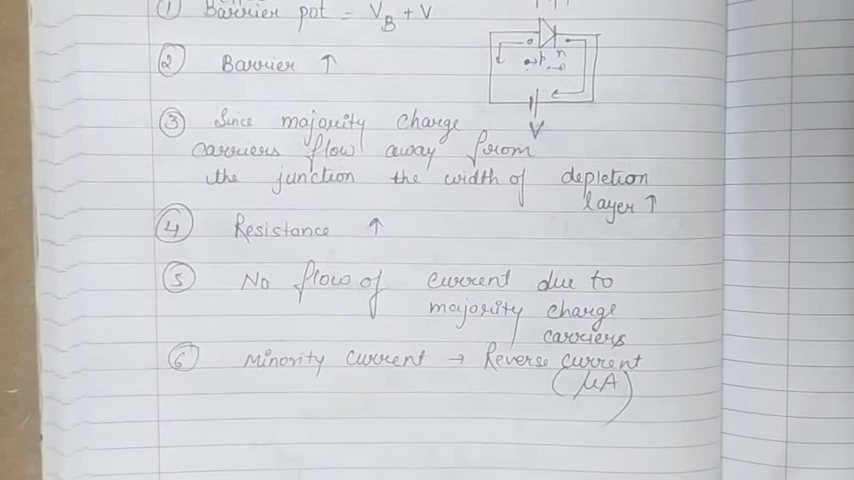 ① Barrier pot = V_B + V
② Barrier ↑
p n
V
③ Since majority charge
carriers flow away from
the junction the width of depletion
layer ↑
④ Resistance ↑
⑤ No flow of current due to
majority charge
carriers
⑥ Minority current → Reverse current
(μA)